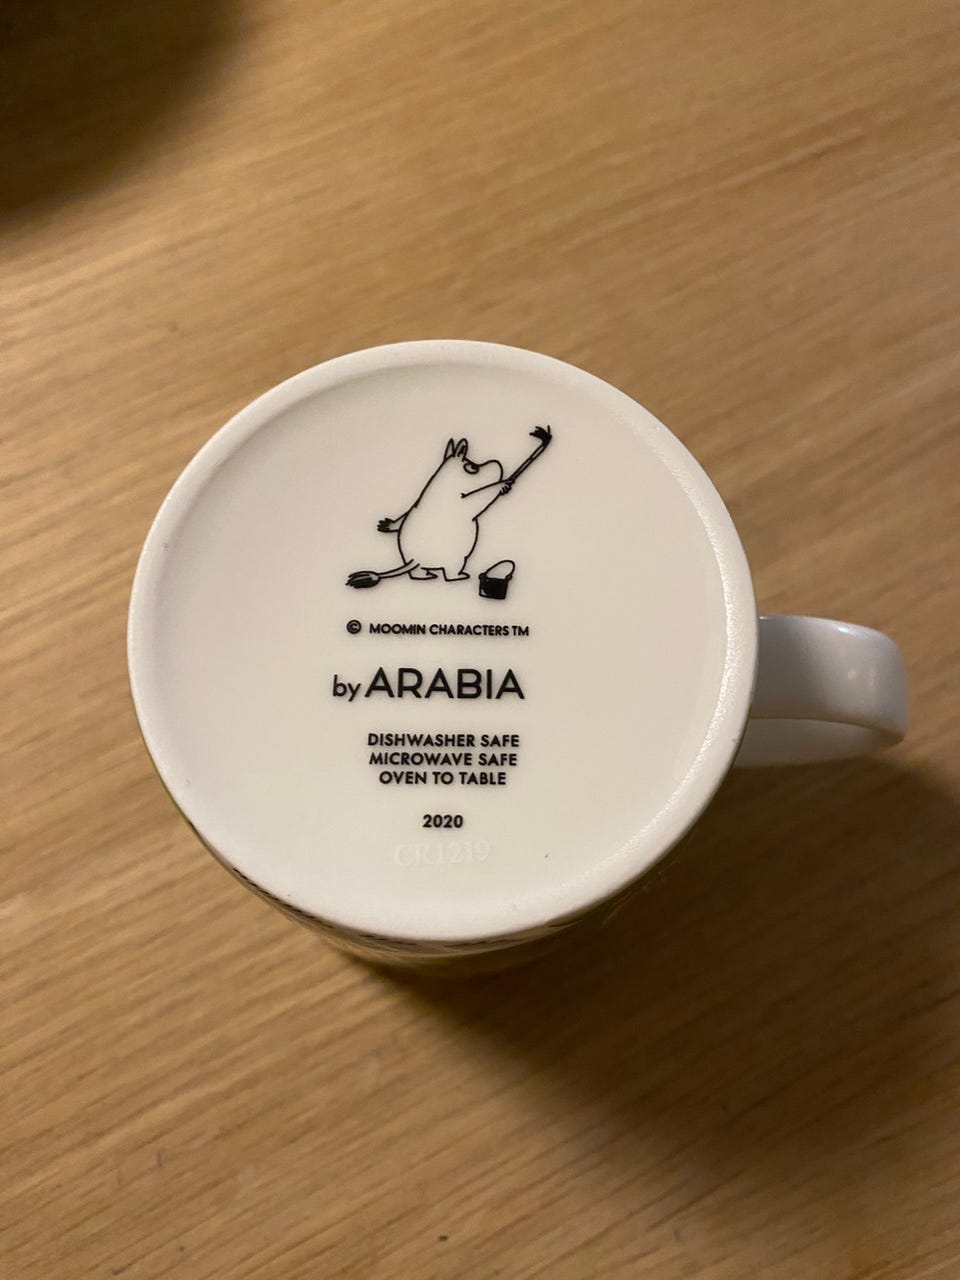 © MOOMIN CHARACTERS TM
by ARABIA
DISHWASHER SAFE
MICROWAVE SAFE
OVEN TO TABLE
2020
CR1219